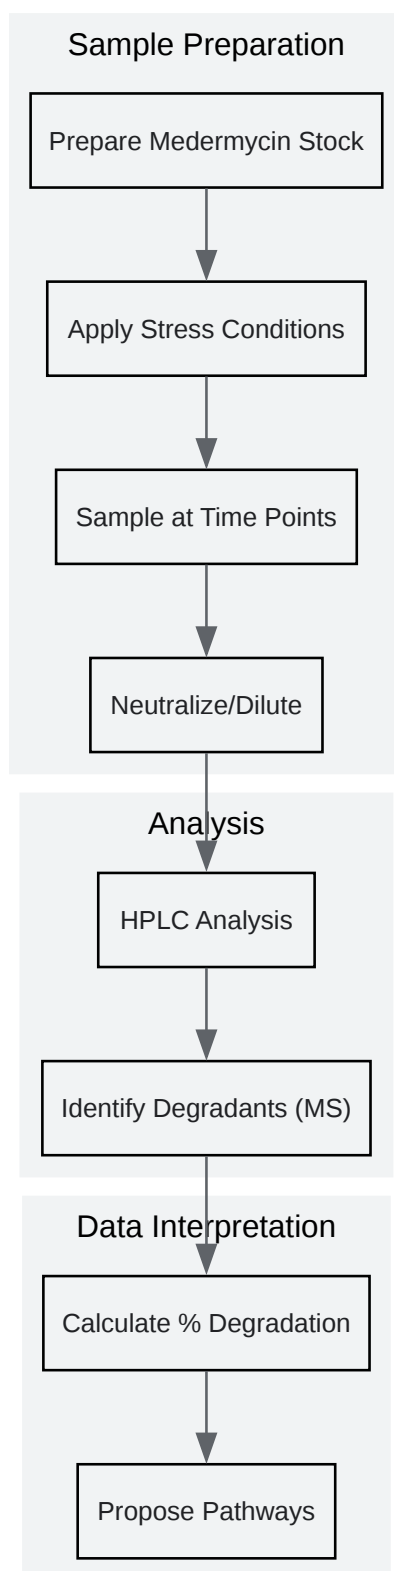 Sample Preparation
Prepare Medermycin Stock
Apply Stress Conditions
Sample at Time Points
Neutralize/Dilute
Analysis
HPLC Analysis
Identify Degradants (MS)
Data Interpretation
Calculate % Degradation
Propose Pathways